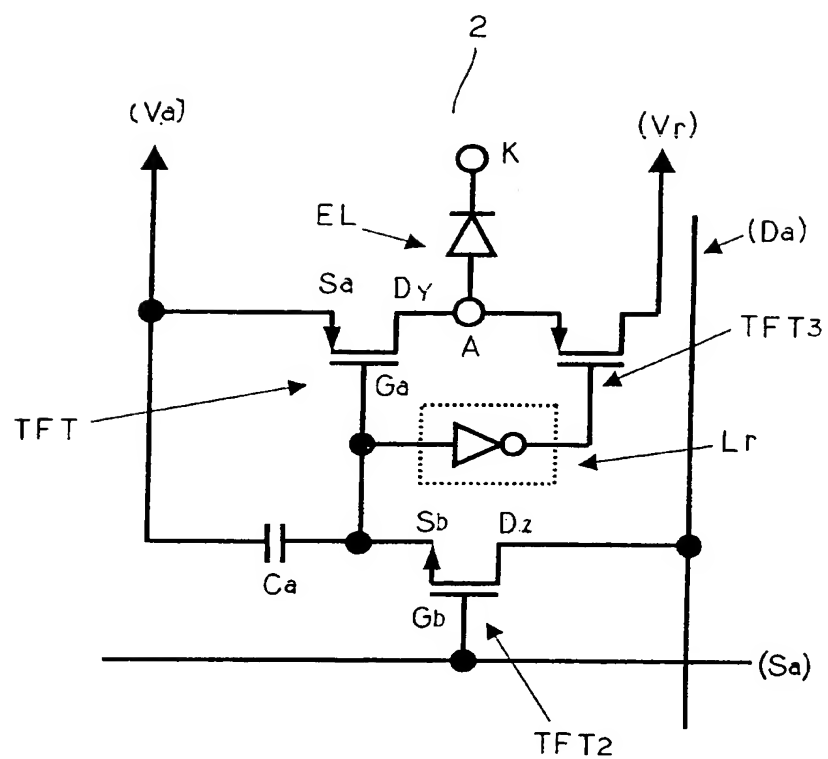 2
(Va)
(Vr)
K
EL
(Da)
Sa
DY
A
TFT3
Ga
TFT
Lr
Sb
Dz
Ca
Gb
(Sa)
TFT2